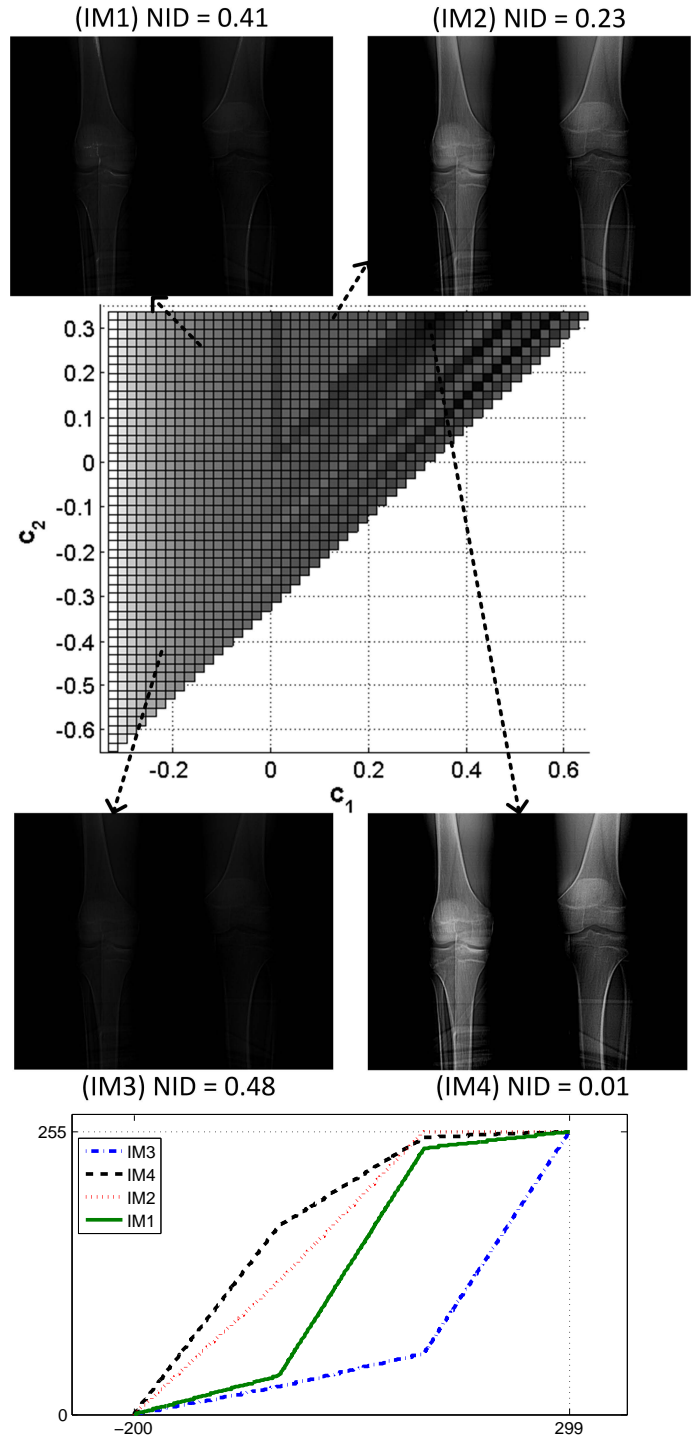 (IM1) NID = 0.41
(IM2) NID = 0.23
0.3
0.2
0.1
0
-0.1
-0.2
-0.3
-0.4
-0.5
-0.6
c2
-0.2 0 0.2 0.4 0.6
c1
(IM3) NID = 0.48
(IM4) NID = 0.01
255
IM3
IM4
IM2
IM1
0
−200 299